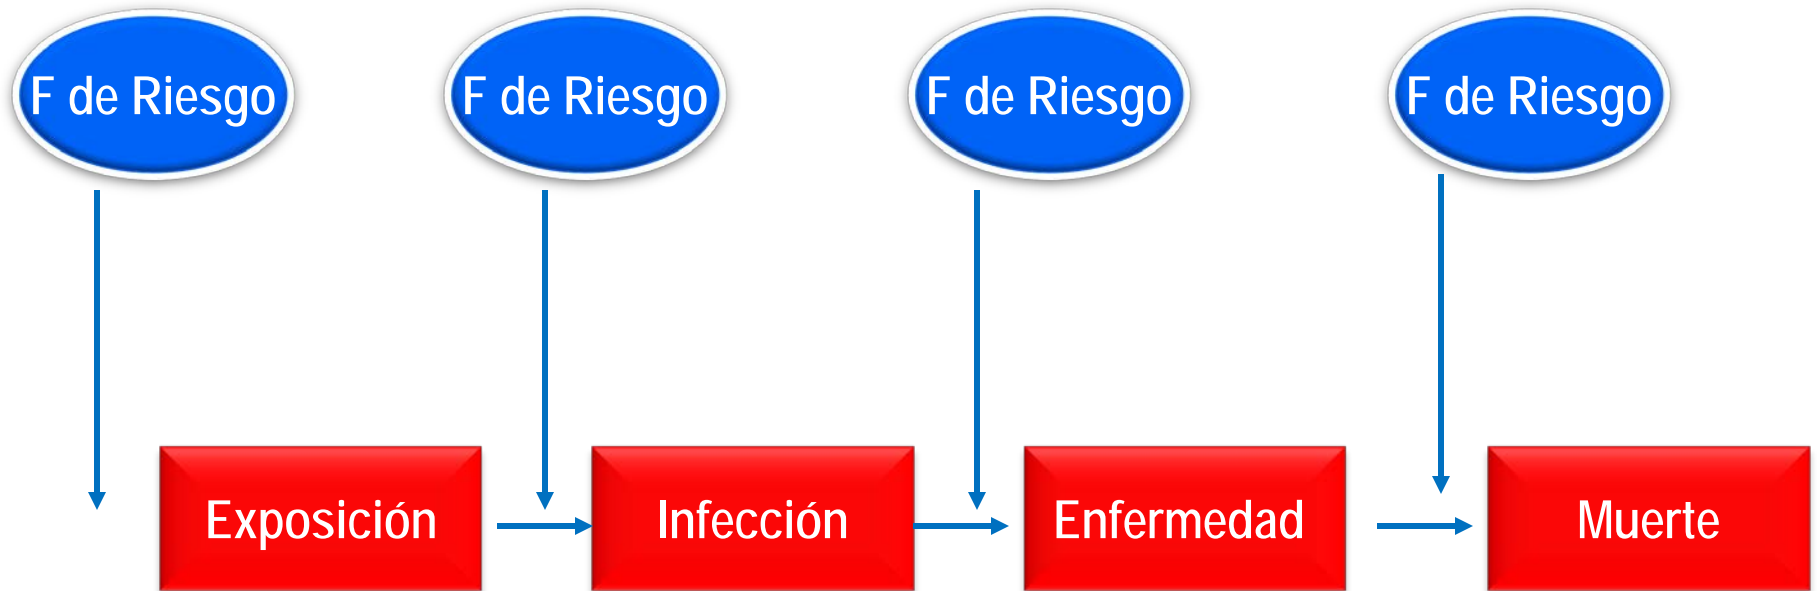 F de Riesgo
F de Riesgo
F de Riesgo
F de Riesgo
Exposición
Infección
Enfermedad
Muerte